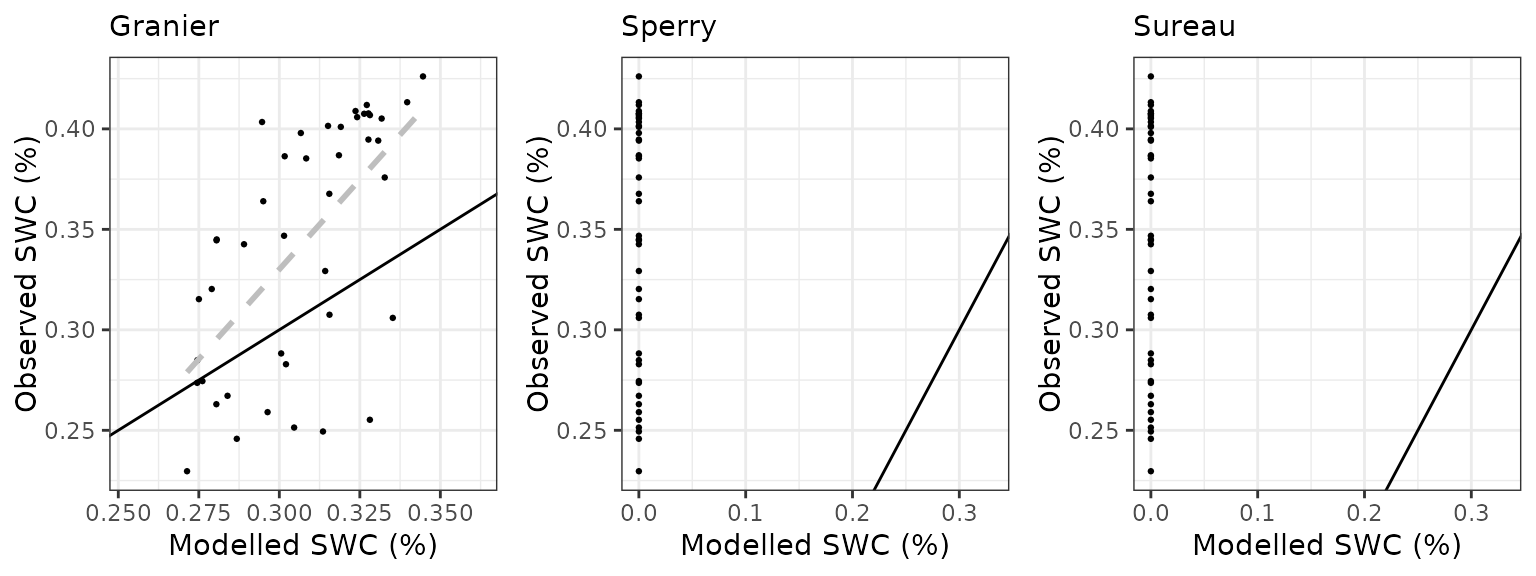 Granier Sperry Sureau
Observed SWC (%) Observed SWC (%) Observed SWC (%)
0.40 0.40 0.40
0.35 0.35 0.35
0.30 0.30 0.30
0.25 0.25 0.25
0.250 0.275 0.300 0.325 0.350 0.0 0.1 0.2 0.3 0.0 0.1 0.2 0.3
Modelled SWC (%) Modelled SWC (%) Modelled SWC (%)